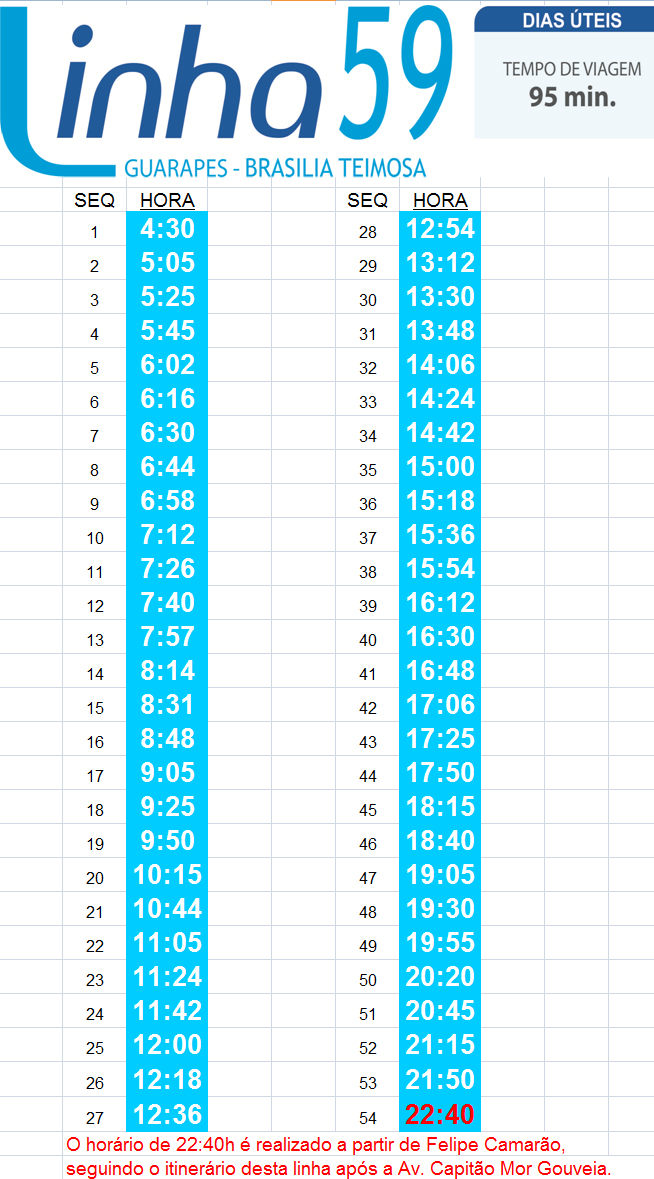 Linha 59
DIAS ÚTEIS
TEMPO DE VIAGEM
95 min.
GUARAPES - BRASILIA TEIMOSA
SEQ HORA SEQ HORA
1 4:30 28 12:54
2 5:05 29 13:12
3 5:25 30 13:30
4 5:45 31 13:48
5 6:02 32 14:06
6 6:16 33 14:24
7 6:30 34 14:42
8 6:44 35 15:00
9 6:58 36 15:18
10 7:12 37 15:36
11 7:26 38 15:54
12 7:40 39 16:12
13 7:57 40 16:30
14 8:14 41 16:48
15 8:31 42 17:06
16 8:48 43 17:25
17 9:05 44 17:50
18 9:25 45 18:15
19 9:50 46 18:40
20 10:15 47 19:05
21 10:44 48 19:30
22 11:05 49 19:55
23 11:24 50 20:20
24 11:42 51 20:45
25 12:00 52 21:15
26 12:18 53 21:50
27 12:36 54 22:40
O horário de 22:40h é realizado a partir de Felipe Camarão,
seguindo o itinerário desta linha após a Av. Capitão Mor Gouveia.